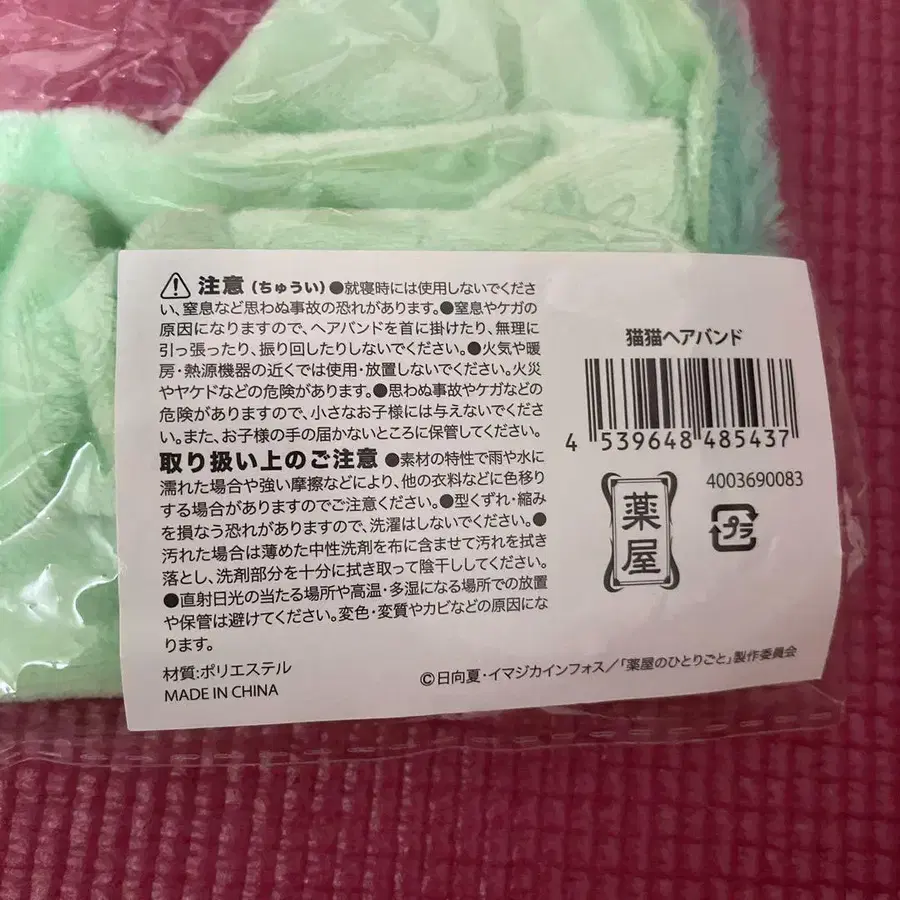 注意(ちゅうい)●就寝時には使用しないでくださ
い、窒息など思わぬ事故の恐れがあります。●窒息やケガの
原因になりますので、ヘアバンドを首に掛けたり、無理に
引っ張ったり、振り回したりしないでください。●火気や暖
房・熱源機器の近くでは使用・放置しないでください。火災
やヤケドなどの危険があります。●思わぬ事故やケガなどの
危険がありますので、小さなお子様には与えないでくださ
い。また、お子様の手の届かないところに保管してください。
取り扱い上のご注意 ●素材の特性で雨や水に
濡れた場合や強い摩擦などにより、他の衣料などに色移り
する場合がありますのでご注意ください。●型くずれ・縮み
を損なう恐れがありますので、洗濯はしないでください。●
汚れた場合は薄めた中性洗剤を布に含ませて汚れを拭き
落とし、洗剤部分を十分に拭き取って陰干ししてください。
●直射日光の当たる場所や高温・多湿になる場所での放置
や保管は避けてください。変色・変質やカビなどの原因にな
ります。
材質:ポリエステル
MADE IN CHINA
猫猫ヘアバンド
4 539648 485437
4003690083
薬屋
プラ
©日向夏・イマジカインフォス/「薬屋のひとりごと」製作委員会